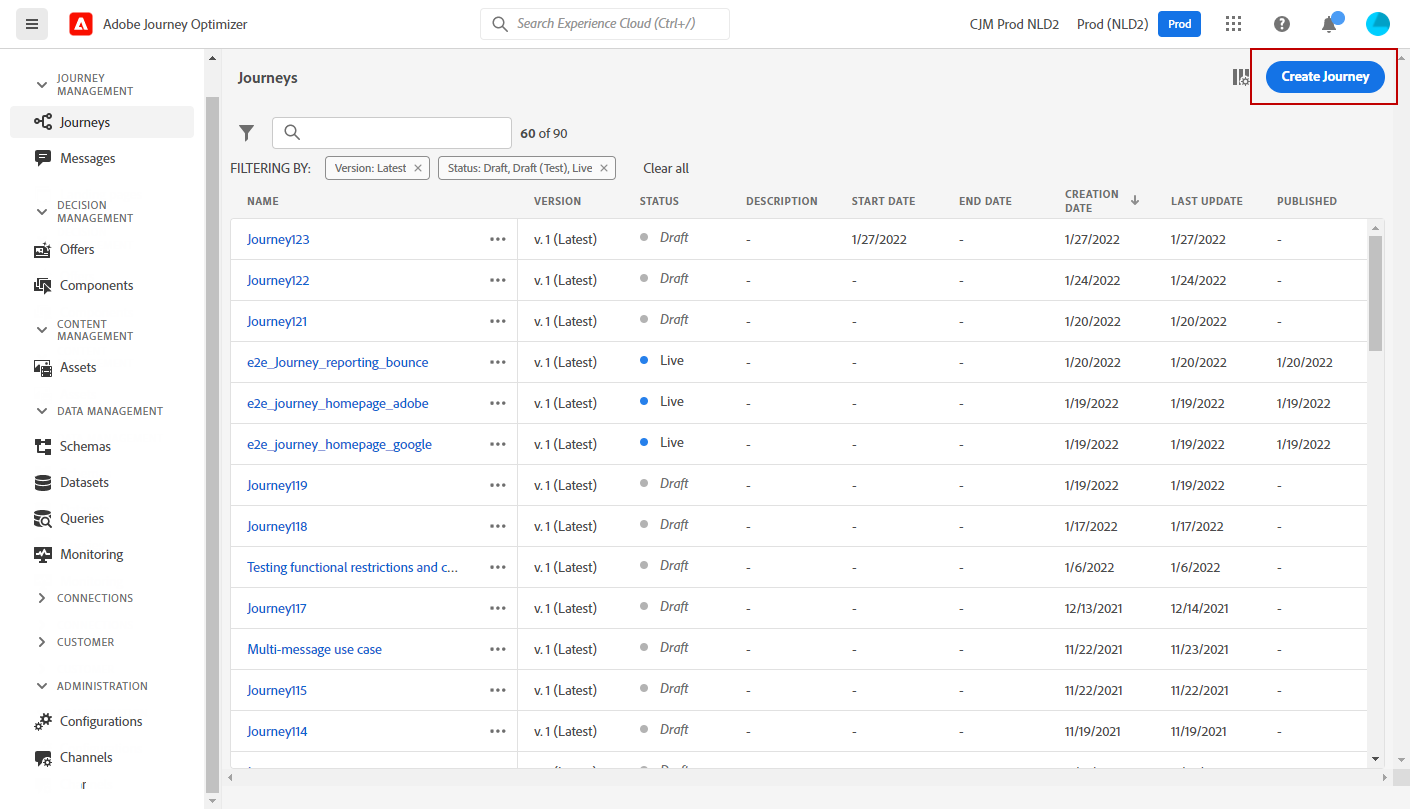 Adobe Journey Optimizer
Search Experience Cloud (Ctrl+/)
CJM Prod NLD2 Prod (NLD2) Prod
JOURNEY
MANAGEMENT
Journeys
Messages
DECISION
MANAGEMENT
Offers
Components
CONTENT
MANAGEMENT
Assets
DATA MANAGEMENT
Schemas
Datasets
Queries
Monitoring
CONNECTIONS
CUSTOMER
ADMINISTRATION
Configurations
Channels
Journeys
Create Journey
60 of 90
FILTERING BY: Version: Latest × Status: Draft, Draft (Test), Live × Clear all
NAME VERSION STATUS DESCRIPTION START DATE END DATE CREATION DATE LAST UPDATE PUBLISHED
Journey123 ••• v. 1 (Latest) Draft - 1/27/2022 - 1/27/2022 1/27/2022 -
Journey122 ••• v. 1 (Latest) Draft - - - 1/24/2022 1/24/2022 -
Journey121 ••• v. 1 (Latest) Draft - - - 1/20/2022 1/20/2022 -
e2e_Journey_reporting_bounce ••• v. 1 (Latest) Live - - - 1/20/2022 1/20/2022 1/20/2022
e2e_journey_homepage_adobe ••• v. 1 (Latest) Live - - - 1/19/2022 1/19/2022 1/19/2022
e2e_journey_homepage_google ••• v. 1 (Latest) Live - - - 1/19/2022 1/19/2022 1/19/2022
Journey119 ••• v. 1 (Latest) Draft - - - 1/19/2022 1/19/2022 -
Journey118 ••• v. 1 (Latest) Draft - - - 1/17/2022 1/17/2022 -
Testing functional restrictions and c... ••• v. 1 (Latest) Draft - - - 1/6/2022 1/6/2022 -
Journey117 ••• v. 1 (Latest) Draft - - - 12/13/2021 12/14/2021 -
Multi-message use case ••• v. 1 (Latest) Draft - - - 11/22/2021 11/23/2021 -
Journey115 ••• v. 1 (Latest) Draft - - - 11/22/2021 11/22/2021 -
Journey114 ••• v. 1 (Latest) Draft - - - 11/19/2021 11/19/2021 -